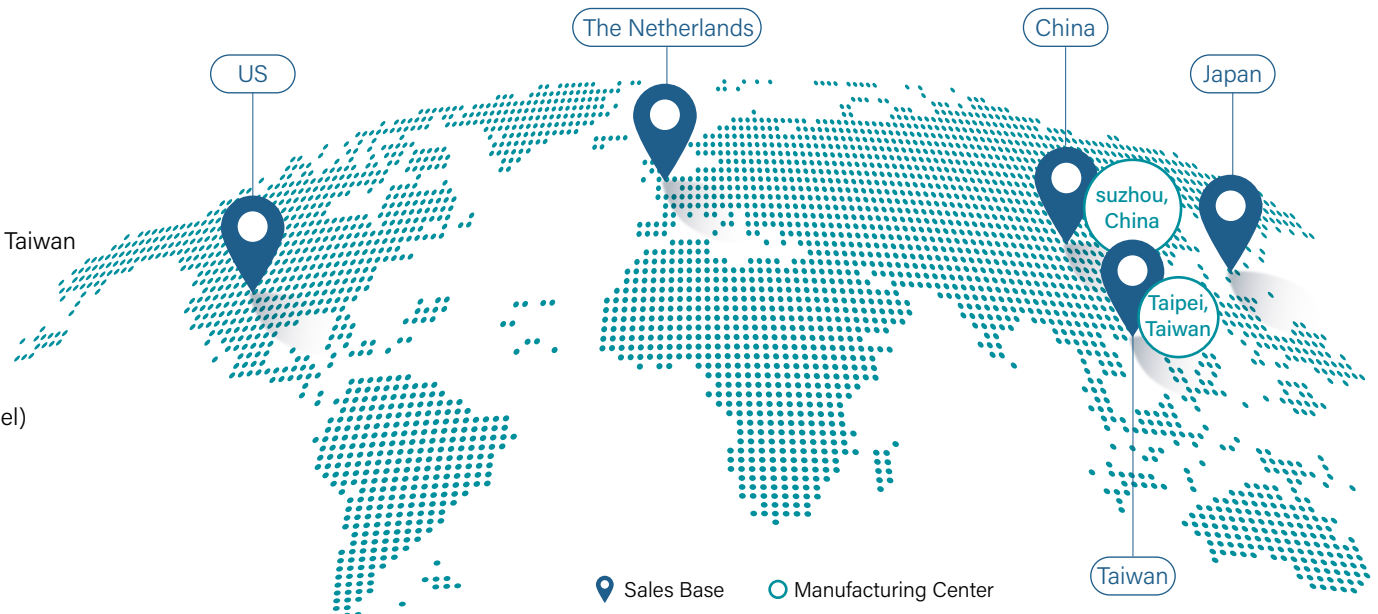 The Netherlands
China
US
Japan
suzhou,
China
Taiwan
Taipei,
Taiwan
el)
Taiwan
Sales Base
Manufacturing Center